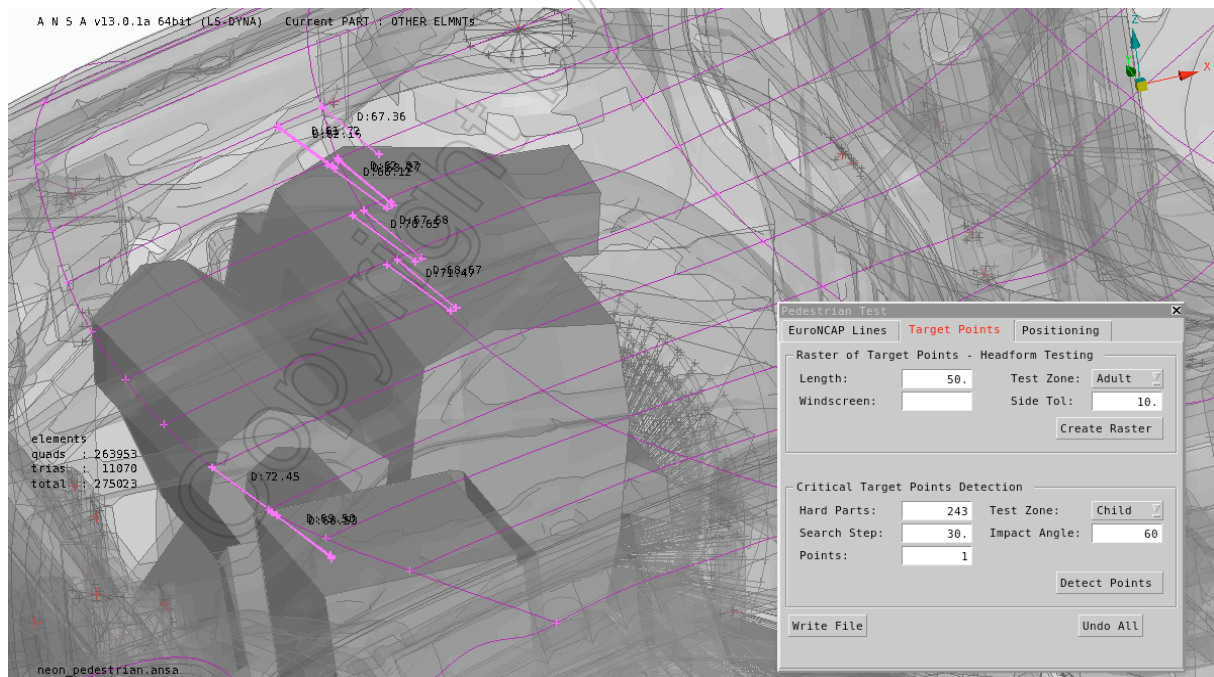 A N S A v13.0.1a 64bit (LS-DYNA) Current PART : OTHER ELMNTs
Z
X
D:67.36
D:70.65
D:72.45
Copyright
Pedestrian Test
EuroNCAP Lines Target Points Positioning
Raster of Target Points - Headform Testing
Length: 50. Test Zone: Adult
Windscreen: Side Tol: 10.
Create Raster
Critical Target Points Detection
Hard Parts: 243 Test Zone: Child
Search Step: 30. Impact Angle: 60
Points: 1
Detect Points
Write File Undo All
elements
quads : 263953
trias : 11070
total : 275023
neon_pedestrian.ansa